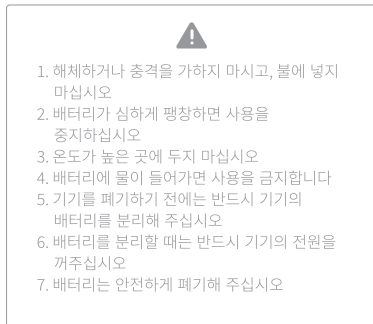 1. 해체하거나 충격을 가하지 마시고, 불에 넣지
마십시오
2. 배터리가 심하게 팽창하면 사용을
중지하십시오
3. 온도가 높은 곳에 두지 마십시오
4. 배터리에 물이 들어가면 사용을 금지합니다
5. 기기를 폐기하기 전에는 반드시 기기의
배터리를 분리해 주십시오
6. 배터리를 분리할 때는 반드시 기기의 전원을
꺼주십시오
7. 배터리는 안전하게 폐기해 주십시오